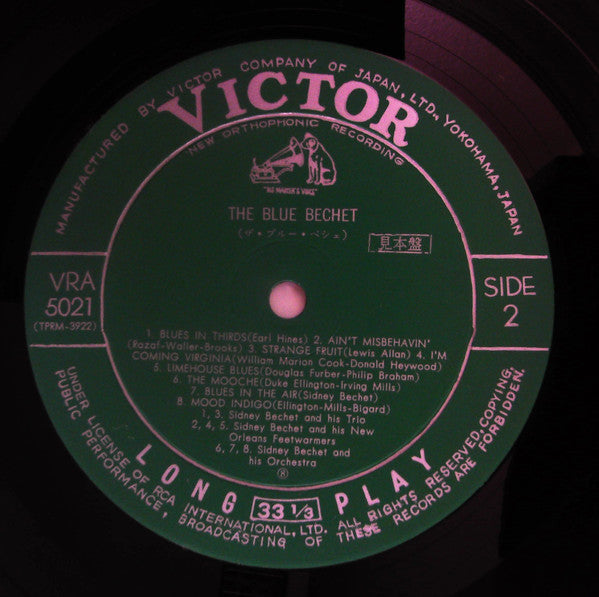 MANUFACTURED BY VICTOR COMPANY OF JAPAN, LTD. YOKOHAMA, JAPAN
VICTOR
NEW ORTHOPHONIC RECORDING
"HIS MASTER'S VOICE"
THE BLUE BECHET
(ザ・ブルー・ベシェ)
見本盤
VRA
5021
(TPRM-3922)
SIDE
2
1. BLUES IN THIRDS(Earl Hines) 2. AIN'T MISBEHAVIN'
(Razaf-Waller-Brooks) 3. STRANGE FRUIT(Lewis Allan) 4. I'M
COMING VIRGINIA(William Marion Cook-Donald Heywood)
5. LIMEHOUSE BLUES(Douglas Furber-Philip Braham)
6. THE MOOCHE(Duke Ellington-Irving Mills)
7. BLUES IN THE AIR(Sidney Bechet)
8. MOOD INDIGO(Ellington-Mills-Bigard)
1, 3. Sidney Bechet and his Trio
2, 4, 5. Sidney Bechet and his New
Orleans Feetwarmers
6, 7, 8. Sidney Bechet and
his Orchestra
⑧
LONG 33 1/3 PLAY
UNDER LICENSE OF RCA INTERNATIONAL, LTD. ALL RIGHTS RESERVED, COPYING,
PUBLIC PERFORMANCE, BROADCASTING OF THESE RECORDS ARE FORBIDDEN.